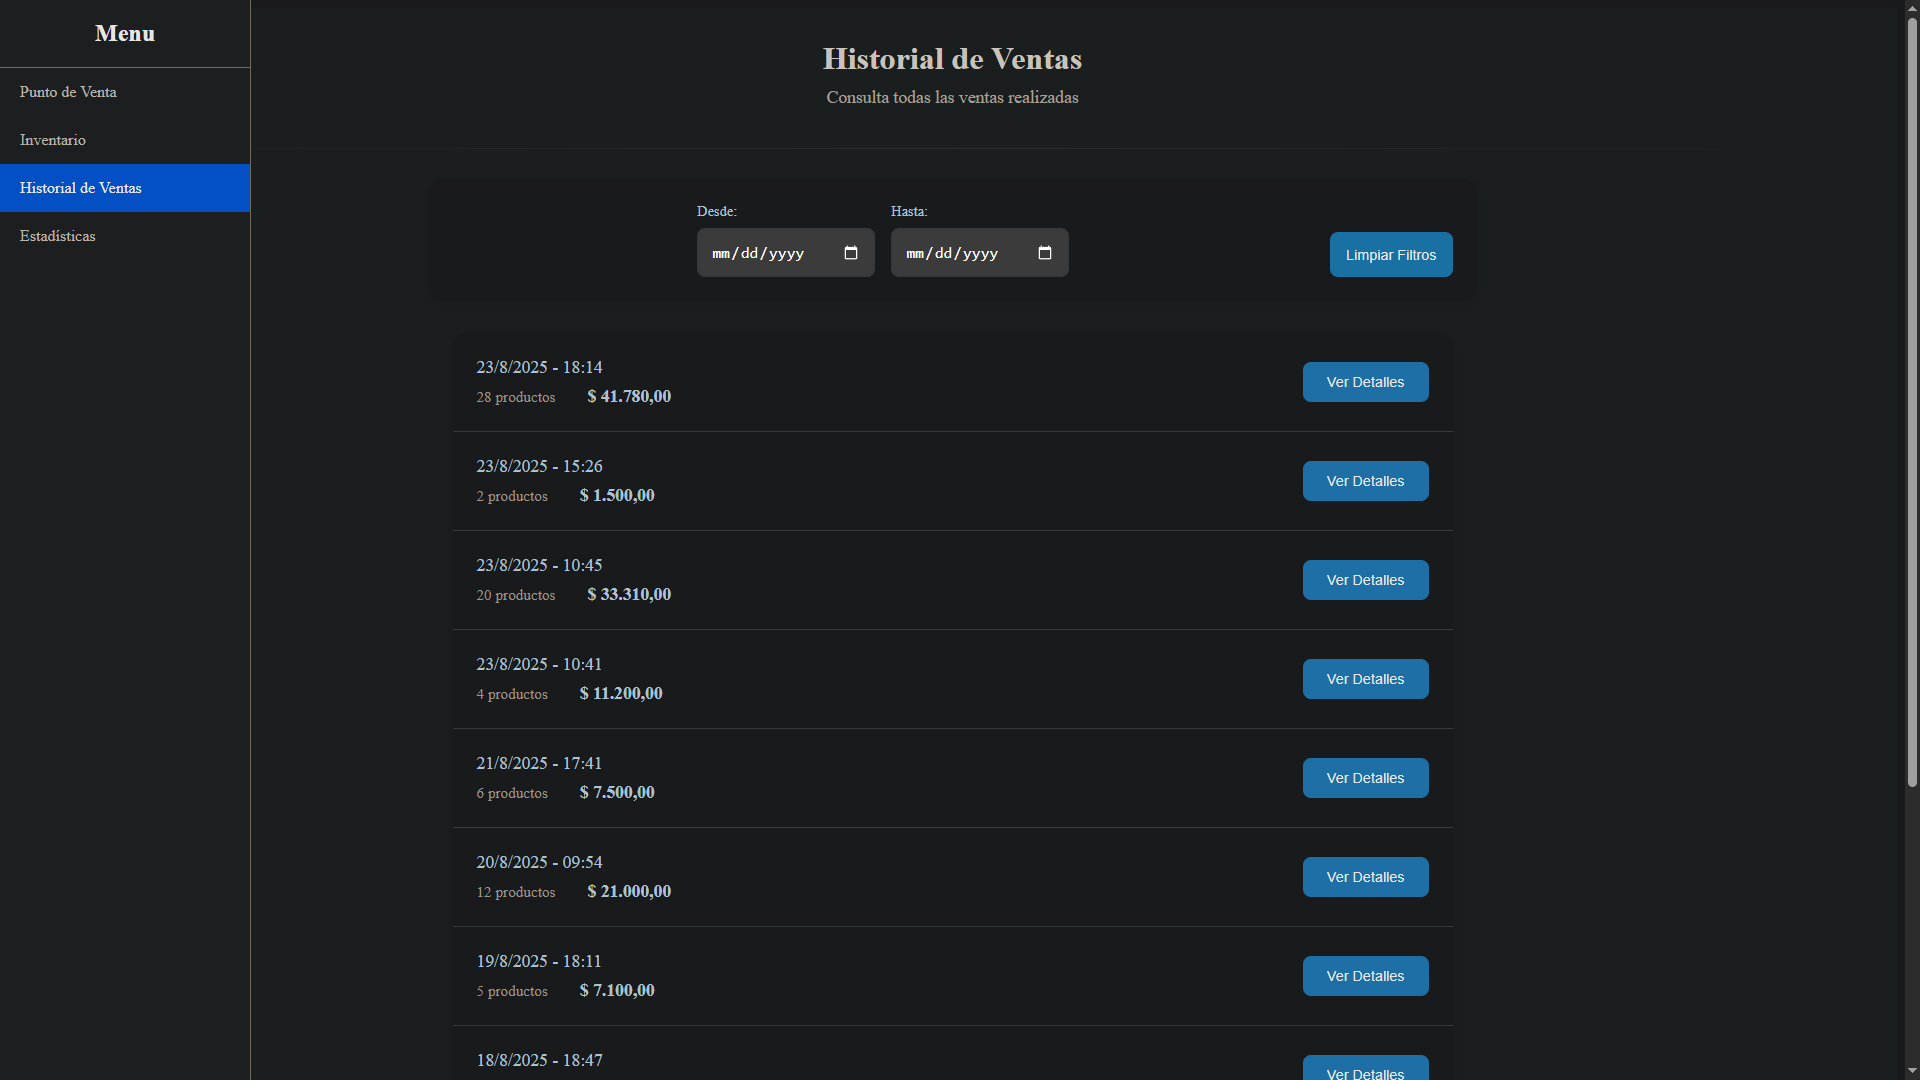 Menu
Punto de Venta
Inventario
Historial de Ventas
Estadísticas
Historial de Ventas
Consulta todas las ventas realizadas
Desde:
Hasta:
mm/dd/yyyy
mm/dd/yyyy
Limpiar Filtros
23/8/2025 - 18:14
28 productos $ 41.780,00
Ver Detalles
23/8/2025 - 15:26
2 productos $ 1.500,00
Ver Detalles
23/8/2025 - 10:45
20 productos $ 33.310,00
Ver Detalles
23/8/2025 - 10:41
4 productos $ 11.200,00
Ver Detalles
21/8/2025 - 17:41
6 productos $ 7.500,00
Ver Detalles
20/8/2025 - 09:54
12 productos $ 21.000,00
Ver Detalles
19/8/2025 - 18:11
5 productos $ 7.100,00
Ver Detalles
18/8/2025 - 18:47
Ver Detalles